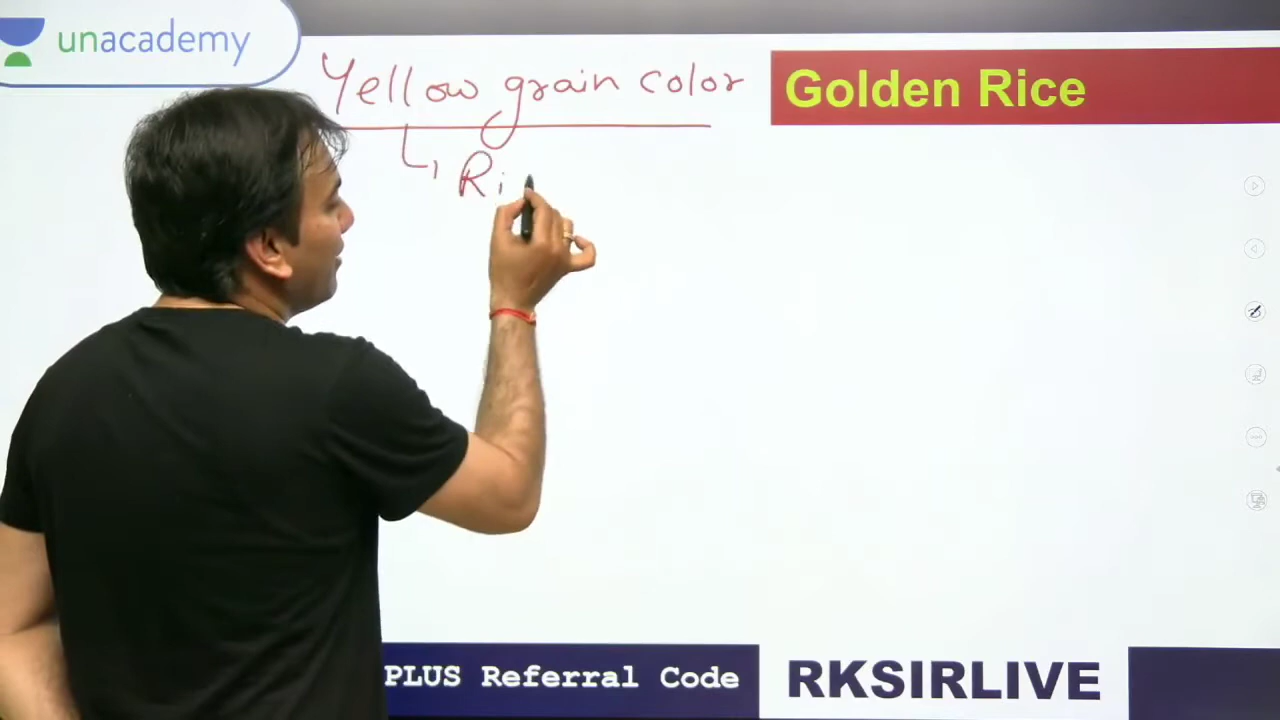 unacademy
Yellow grain color
Golden Rice
Ri
PLUS Referral Code
RKSIRLIVE